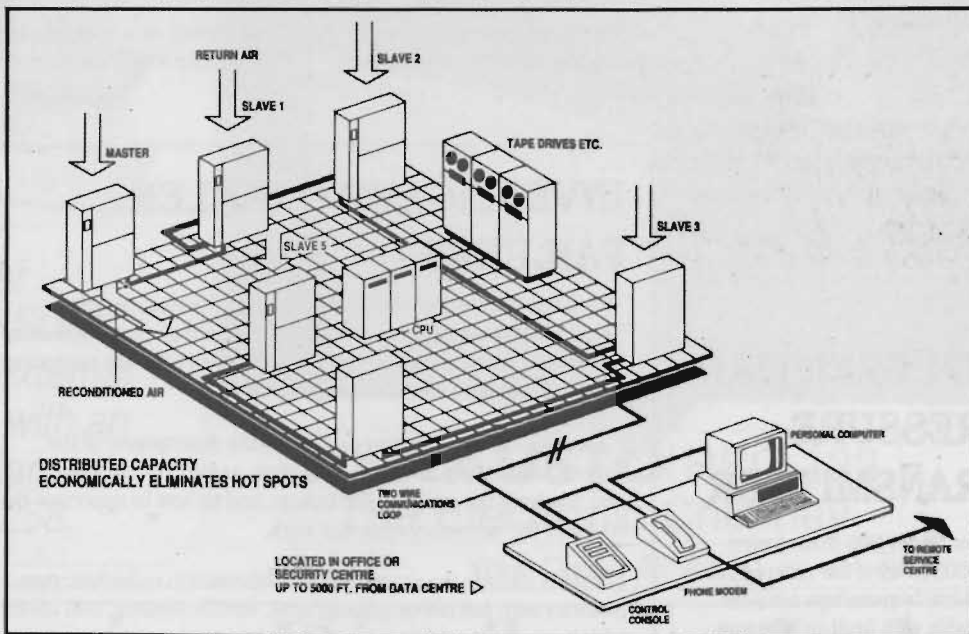 RETURN AIR
SLAVE 2
SLAVE 1
MASTER
TAPE DRIVES ETC.
SLAVE 3
SLAVE 5
CPU
RECONDITIONED AIR
DISTRIBUTED CAPACITY
ECONOMICALLY ELIMINATES HOT SPOTS
PERSONAL COMPUTER
TWO WIRE
COMMUNICATIONS
LOOP
LOCATED IN OFFICE OR
SECURITY CENTRE
UP TO 5000 FT. FROM DATA CENTRE
PHONE MODEM
CONTROL
CONSOLE
TO REMOTE
SERVICE
CENTRE